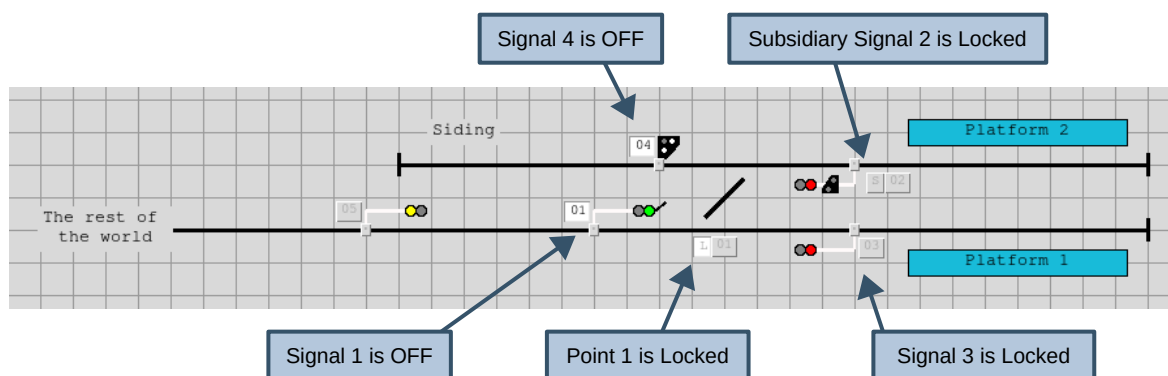 Signal 4 is OFF
Subsidiary Signal 2 is Locked
Siding
Platform 2
04
S 02
The rest of
the world
05
01
L 01
03
Platform 1
Signal 1 is OFF
Point 1 is Locked
Signal 3 is Locked